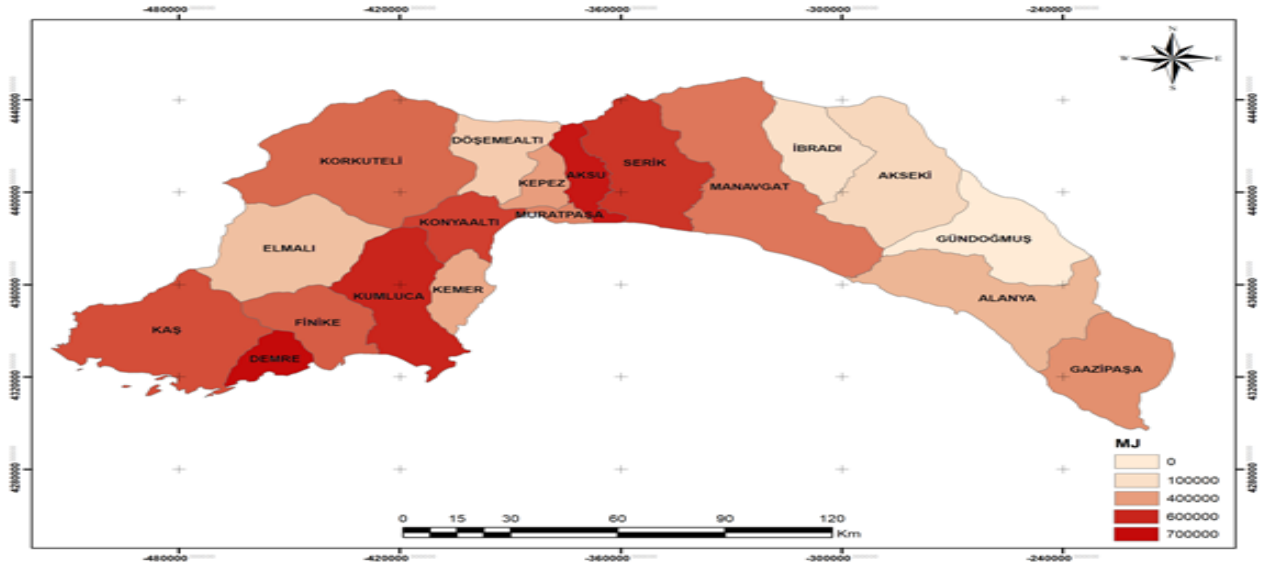 -480000 -420000 -360000 -300000 -240000
N
W E
S
4440000 4440000
DÖŞEMEALTI
KORKUTELİ
KEPEZ
AKSU
SERİK
MANAVGAT
İBRADI
AKSEKİ
4400000 4400000
MURATPAŞA
KONYAALTI
GÜNDOĞMUŞ
ELMALI
4360000 4360000
KUMLUCA
KEMER
ALANYA
FİNİKE
KAŞ
DEMRE
GAZİPAŞA
4320000 4320000
MJ
0
100000
400000
600000
700000
4280000 4280000
0 15 30 60 90 120
Km
-480000 -420000 -360000 -300000 -240000